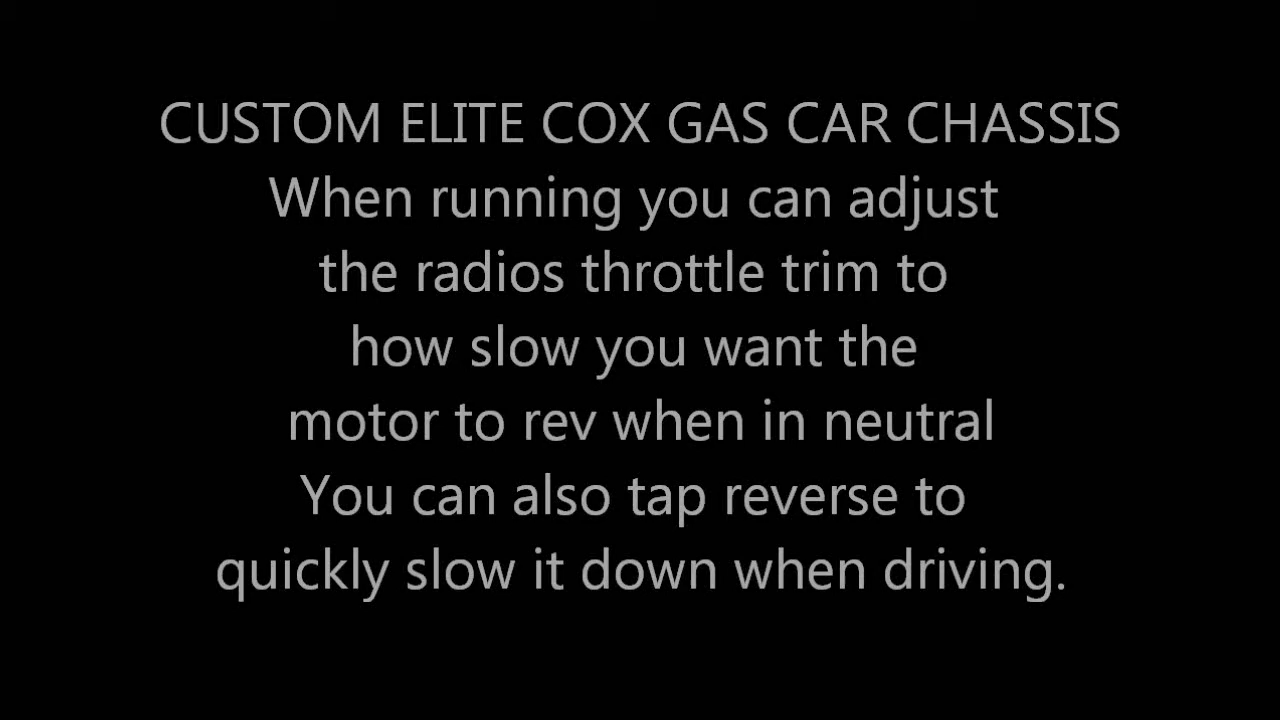 CUSTOM ELITE COX GAS CAR CHASSIS
When running you can adjust
the radios throttle trim to
how slow you want the
motor to rev when in neutral
You can also tap reverse to
quickly slow it down when driving.